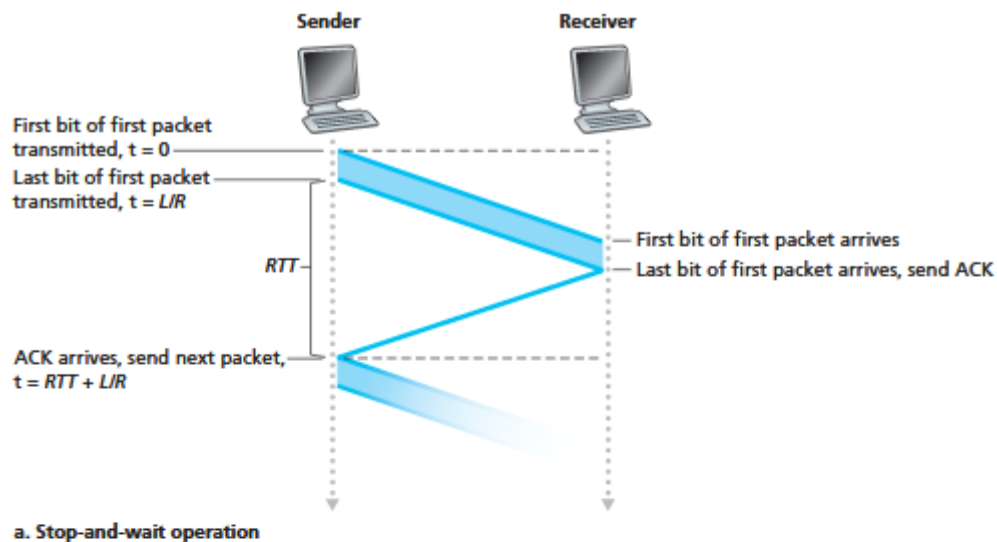 Sender
Receiver
First bit of first packet
transmitted, t = 0
Last bit of first packet
transmitted, t = L/R
First bit of first packet arrives
Last bit of first packet arrives, send ACK
RTT
ACK arrives, send next packet,
t = RTT + L/R
a. Stop-and-wait operation